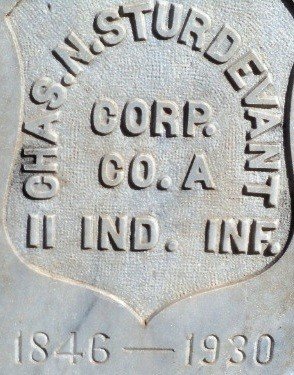 CHAS. N. STURDEVANT
CORP.
CO. A
11 IND. INF.
1846 — 1930